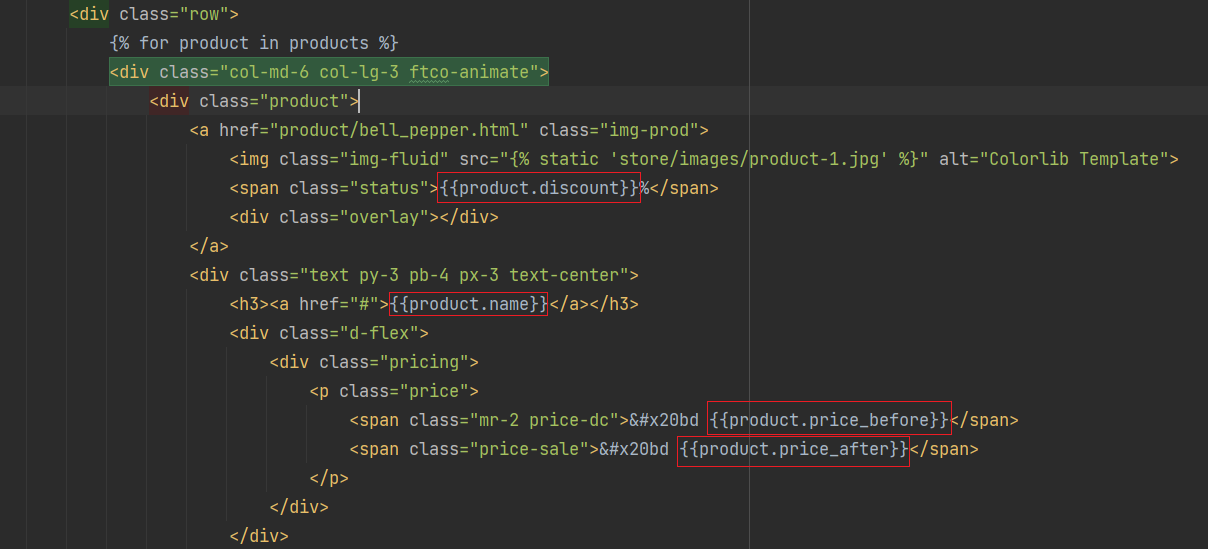 <div class="row">
{% for product in products %}
<div class="col-md-6 col-lg-3 ftco-animate">
<div class="product">
<a href="product/bell_pepper.html" class="img-prod">
<img class="img-fluid" src="{% static 'store/images/product-1.jpg' %}" alt="Colorlib Template">
<span class="status">{{product.discount}}%</span>
<div class="overlay"></div>
</a>
<div class="text py-3 pb-4 px-3 text-center">
<h3><a href="#">{{product.name}}</a></h3>
<div class="d-flex">
<div class="pricing">
<p class="price">
<span class="mr-2 price-dc">&#x20bd {{product.price_before}}</span>
<span class="price-sale">&#x20bd {{product.price_after}}</span>
</p>
</div>
</div>